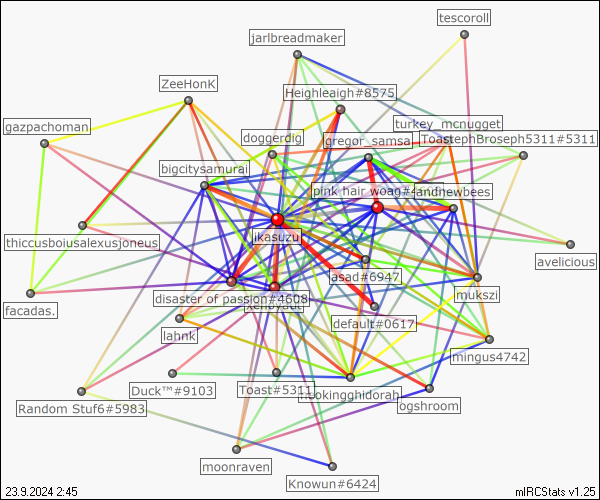 tescoroll
jarlbreadmaker
ZeeHonK
Heighleaigh#8575
gazpachoman
turkey_mcnugget
doggerdig
gregor_samsa
ToastephBroseph5311#5311
bigcitysamurai
pink hair woag#4
andnewbees
ikasuzu
thiccusboiusalexusjoneus
avelicious
asad#6947
mukszi
disaster of passion#4608
facadas.
default#0617
lahnk
mingus4742
Duck™#9103
Toast#5311
ookingghidorah
Random Stuf6#5983
ogshroom
moonraven
Knowun#6424
23.9.2024 2:45
mIRCStats v1.25